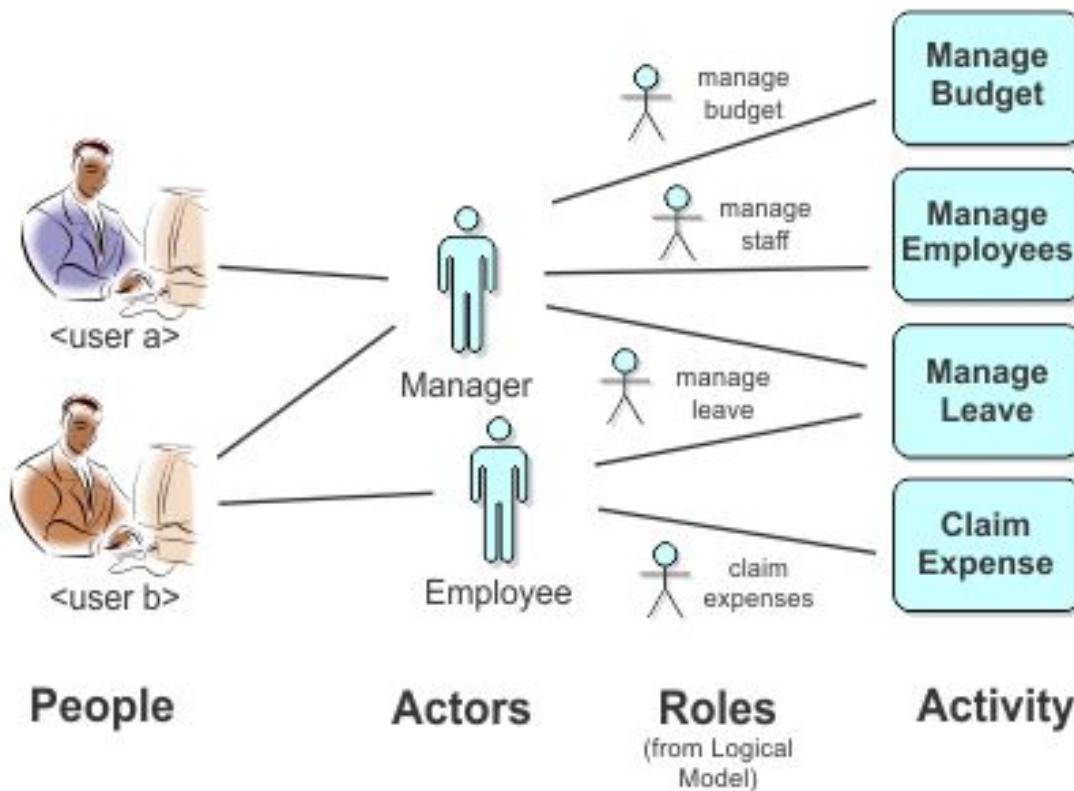 Manage
Budget
manage
budget
manage
staff
Manage
Employees
<user a>
Manager
manage
leave
Manage
Leave
Claim
Expense
<user b>
Employee
claim
expenses
People
Actors
Roles
(from Logical
Model)
Activity